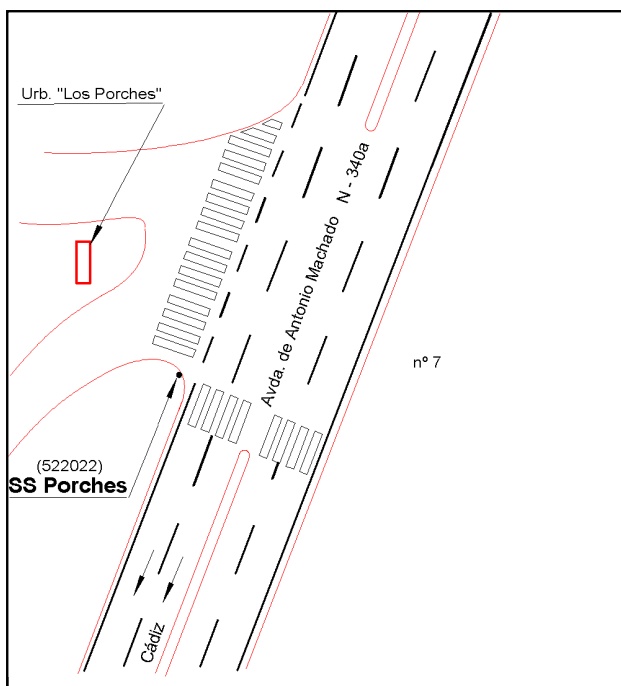 Urb. "Los Porches"
Avda. de Antonio Machado N - 340a
nº 7
(522022)
SS Porches
Cádiz